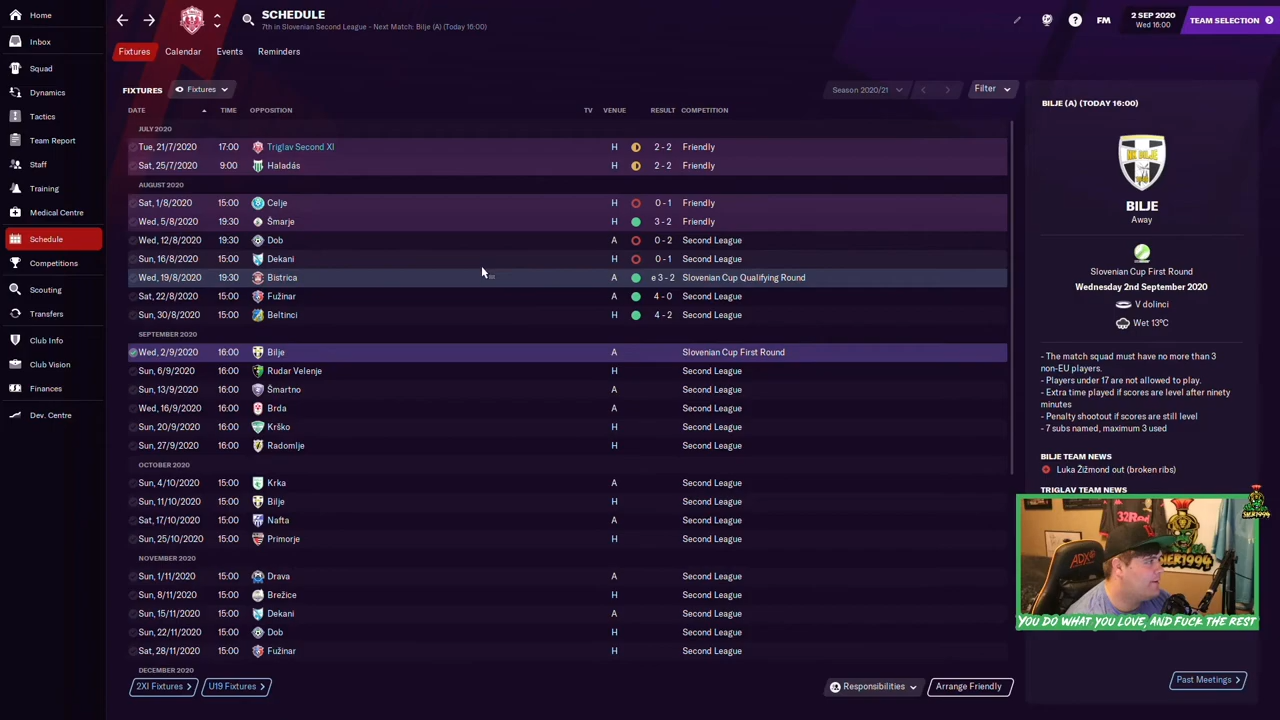 Home
Inbox
Squad
Dynamics
Tactics
Team Report
Staff
Training
Medical Centre
Schedule
Competitions
Scouting
Transfers
Club Info
Club Vision
Finances
Dev. Centre
SCHEDULE
7th in Slovenian Second League - Next Match: Bilje (A) (Today 16:00)
FM
2 SEP 2020
Wed 16:00
TEAM SELECTION
Fixtures Calendar Events Reminders
FIXTURES Fixtures Season 2020/21 Filter
DATE TIME OPPOSITION TV VENUE RESULT COMPETITION
JULY 2020
Tue, 21/7/2020 17:00 Triglav Second XI H 2 - 2 Friendly
Sat, 25/7/2020 9:00 Haladás H 2 - 2 Friendly
AUGUST 2020
Sat, 1/8/2020 15:00 Celje H 0 - 1 Friendly
Wed, 5/8/2020 19:30 Šmarje H 3 - 2 Friendly
Wed, 12/8/2020 19:30 Dob A 0 - 2 Second League
Sun, 16/8/2020 15:00 Dekani H 0 - 1 Second League
Wed, 19/8/2020 19:30 Bistrica A e 3 - 2 Slovenian Cup Qualifying Round
Sat, 22/8/2020 15:00 Fužinar A 4 - 0 Second League
Sun, 30/8/2020 15:00 Beltinci H 4 - 2 Second League
SEPTEMBER 2020
Wed, 2/9/2020 16:00 Bilje A Slovenian Cup First Round
Sun, 6/9/2020 16:00 Rudar Velenje H Second League
Sun, 13/9/2020 16:00 Šmartno A Second League
Wed, 16/9/2020 16:00 Brda A Second League
Sun, 20/9/2020 16:00 Krško H Second League
Sun, 27/9/2020 16:00 Radomlje H Second League
OCTOBER 2020
Sun, 4/10/2020 15:00 Krka A Second League
Sun, 11/10/2020 15:00 Bilje H Second League
Sat, 17/10/2020 15:00 Nafta A Second League
Sun, 25/10/2020 15:00 Primorje H Second League
NOVEMBER 2020
Sun, 1/11/2020 15:00 Drava A Second League
Sun, 8/11/2020 15:00 Brežice H Second League
Sun, 15/11/2020 15:00 Dekani A Second League
Sun, 22/11/2020 15:00 Dob H Second League
Sat, 28/11/2020 15:00 Fužinar H Second League
DECEMBER 2020
2XI Fixtures U19 Fixtures Responsibilities Arrange Friendly
BILJE (A) (TODAY 16:00)
NK BILJE
BILJE
Away
Slovenian Cup First Round
Wednesday 2nd September 2020
V dolinci
Wet 13°C
- The match squad must have no more than 3
non-EU players.
- Players under 17 are not allowed to play.
- Extra time played if scores are level after ninety
minutes
- Penalty shootout if scores are still level
- 7 subs named, maximum 3 used
BILJE TEAM NEWS
Luka Žižmond out (broken ribs)
TRIGLAV TEAM NEWS
32Red
ADX
SIER1994
YOU DO WHAT YOU LOVE, AND FUCK THE REST
Past Meetings